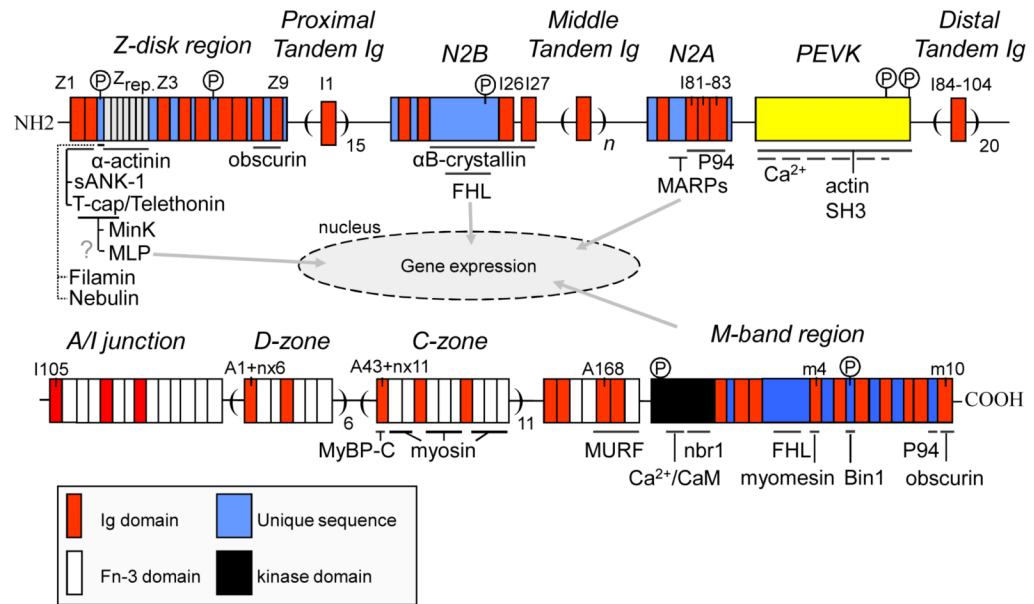 Proximal Tandem Ig
Middle Tandem Ig
Distal Tandem Ig
Z-disk region
N2B
N2A
PEVK
Z1
P
Zrep.
Z3
P
Z9
I1
P
I26
I27
I81-83
P
P
I84-104
NH2
15
n
20
α-actinin
obscurin
αB-crystallin
P94
Ca2+
sANK-1
FHL
MARPs
actin
T-cap/Telethonin
SH3
MinK
nucleus
?
MLP
Gene expression
Filamin
Nebulin
A/I junction
D-zone
C-zone
M-band region
I105
A1+nx6
A43+nx11
A168
P
m4
P
m10
COOH
6
11
MyBP-C
myosin
MURF
nbr1
FHL
P94
Ca2+/CaM
myomesin
Bin1
obscurin
Ig domain
Unique sequence
Fn-3 domain
kinase domain